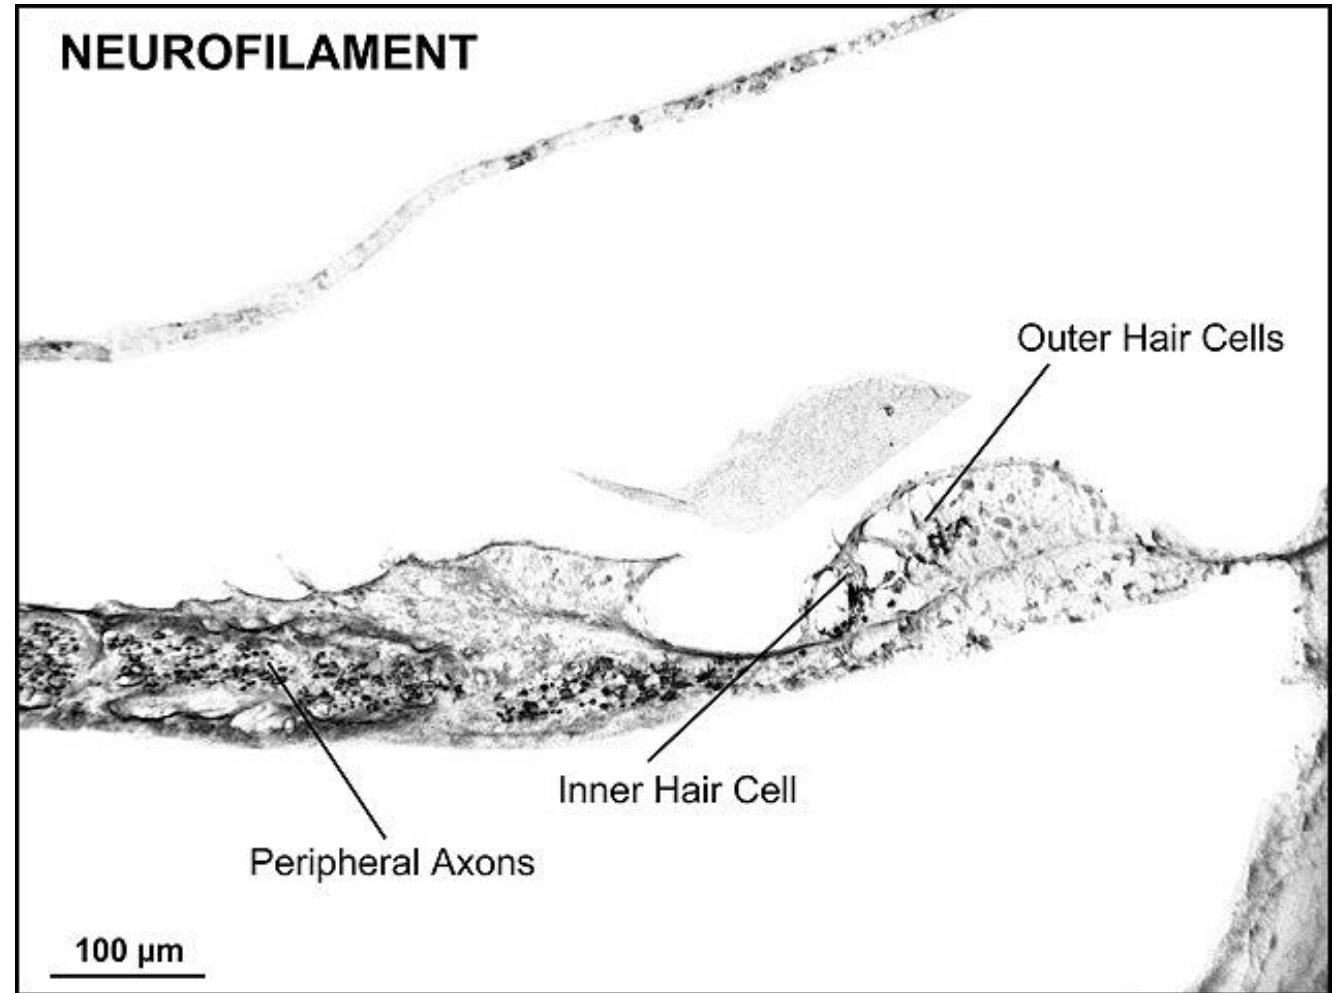 NEUROFILAMENT
Outer Hair Cells
Inner Hair Cell
Peripheral Axons
100 µm